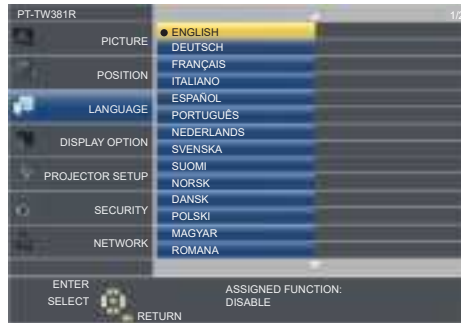 PT-TW381R
1/2
PICTURE
POSITION
LANGUAGE
DISPLAY OPTION
PROJECTOR SETUP
SECURITY
NETWORK
ENGLISH
DEUTSCH
FRANÇAIS
ITALIANO
ESPAÑOL
PORTUGUÊS
NEDERLANDS
SVENSKA
SUOMI
NORSK
DANSK
POLSKI
MAGYAR
ROMANA
ENTER
SELECT
RETURN
ASSIGNED FUNCTION:
DISABLE